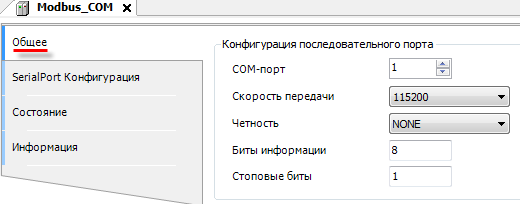 Modbus_COM
Общее
SerialPort Конфигурация
Состояние
Информация
Конфигурация последовательного порта
COM-порт 1
Скорость передачи 115200
Четность NONE
Биты информации 8
Стоповые биты 1